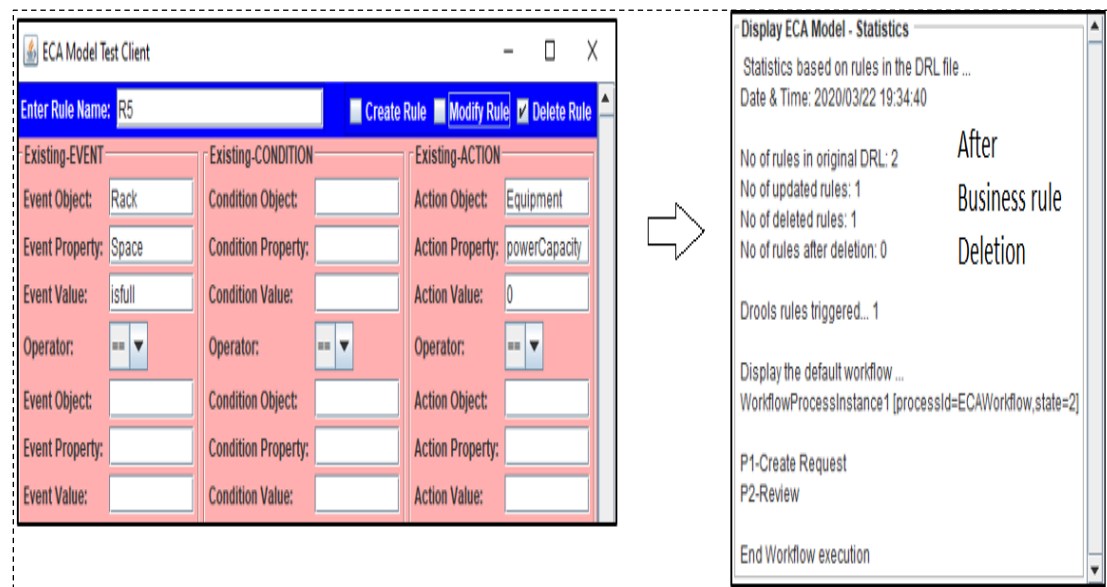 ECA Model Test Client
Enter Rule Name: R5 Create Rule Modify Rule Delete Rule
Existing-EVENT Existing-CONDITION Existing-ACTION
Event Object: Rack Condition Object: Action Object: Equipment
Event Property: Space Condition Property: Action Property: powerCapacity
Event Value: isfull Condition Value: Action Value: 0
Operator: == Operator: == Operator: ==
Event Object: Condition Object: Action Object:
Event Property: Condition Property: Action Property:
Event Value: Condition Value: Action Value:
Display ECA Model - Statistics
Statistics based on rules in the DRL file ...
Date & Time: 2020/03/22 19:34:40
No of rules in original DRL: 2
No of updated rules: 1
No of deleted rules: 1
No of rules after deletion: 0
After
Business rule
Deletion
Drools rules triggered... 1
Display the default workflow ...
WorkflowProcessInstance1 [processId=ECAWorkflow,state=2]
P1-Create Request
P2-Review
End Workflow execution